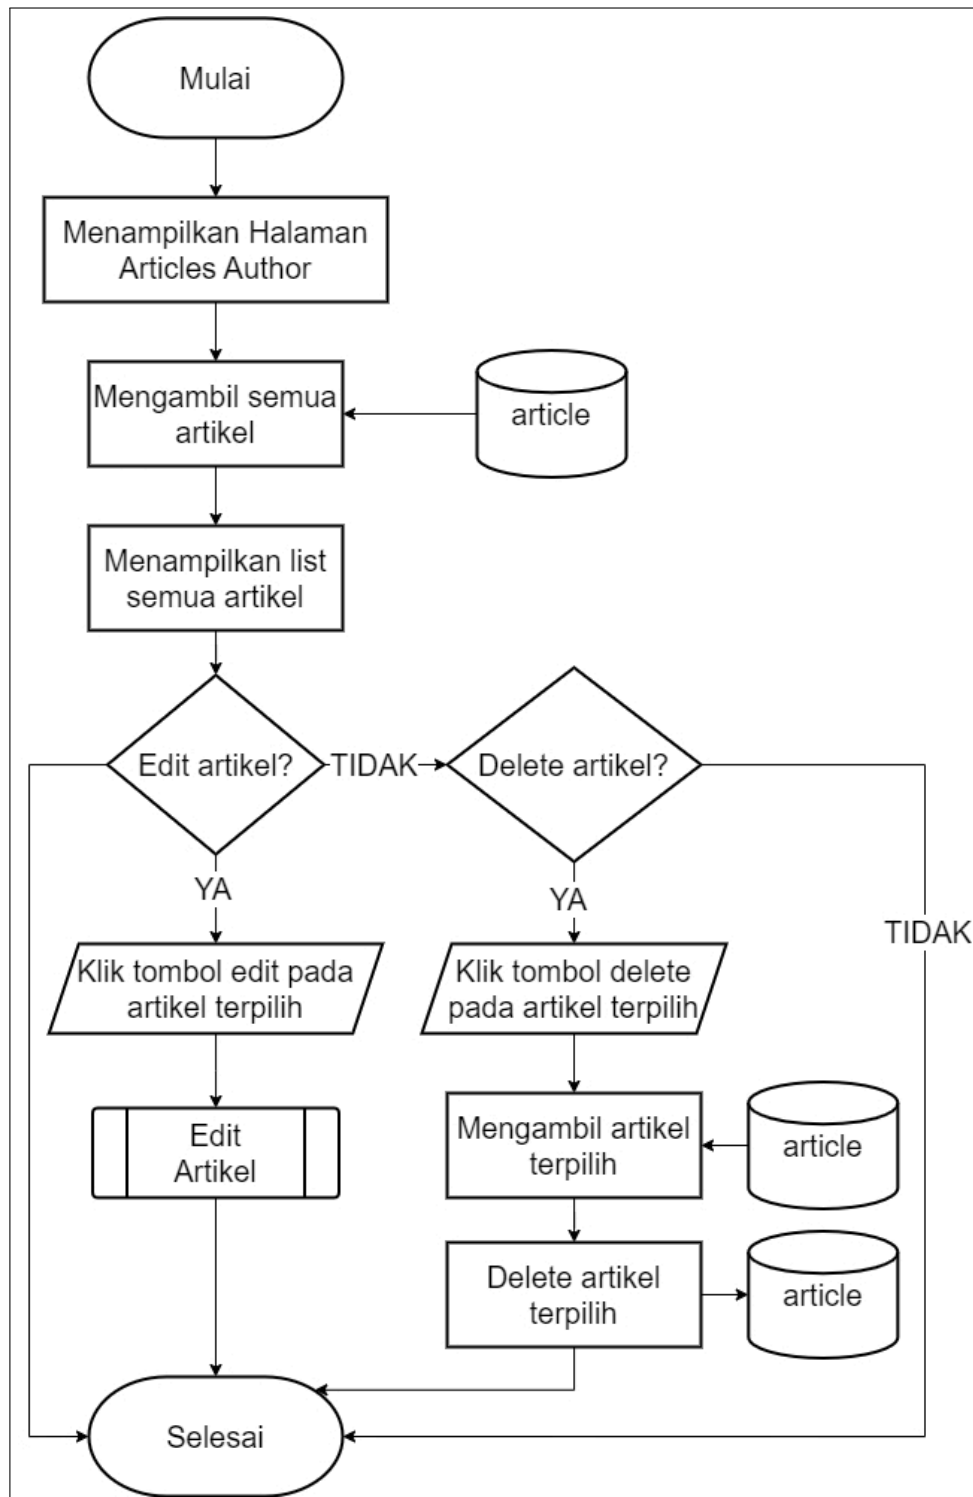 Mulai
Menampilkan Halaman
Articles Author
Mengambil semua
artikel
article
Menampilkan list
semua artikel
Edit artikel?
TIDAK
Delete artikel?
YA
YA
TIDAK
Klik tombol edit pada
artikel terpilih
Klik tombol delete
pada artikel terpilih
Edit
Artikel
Mengambil artikel
terpilih
article
Delete artikel
terpilih
article
Selesai